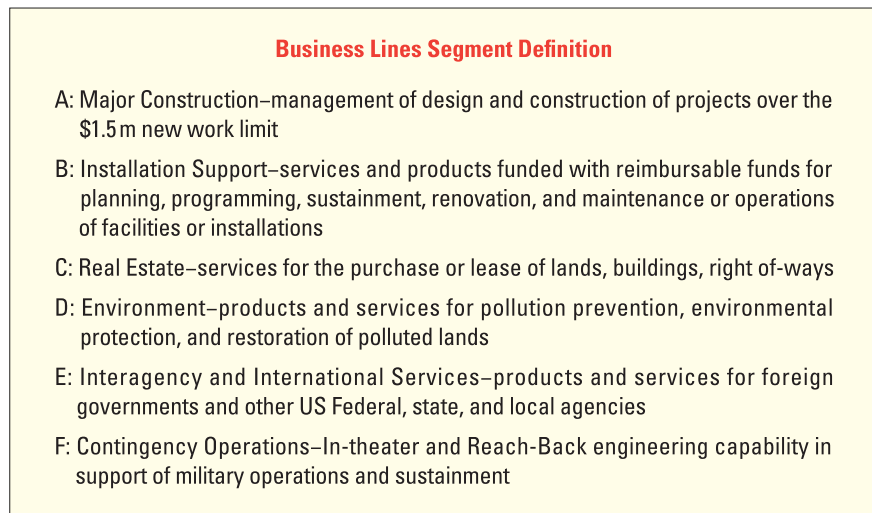 Business Lines Segment Definition
A: Major Construction–management of design and construction of projects over the
$1.5m new work limit
B: Installation Support–services and products funded with reimbursable funds for
planning, programming, sustainment, renovation, and maintenance or operations
of facilities or installations
C: Real Estate–services for the purchase or lease of lands, buildings, right of-ways
D: Environment–products and services for pollution prevention, environmental
protection, and restoration of polluted lands
E: Interagency and International Services–products and services for foreign
governments and other US Federal, state, and local agencies
F: Contingency Operations–In-theater and Reach-Back engineering capability in
support of military operations and sustainment